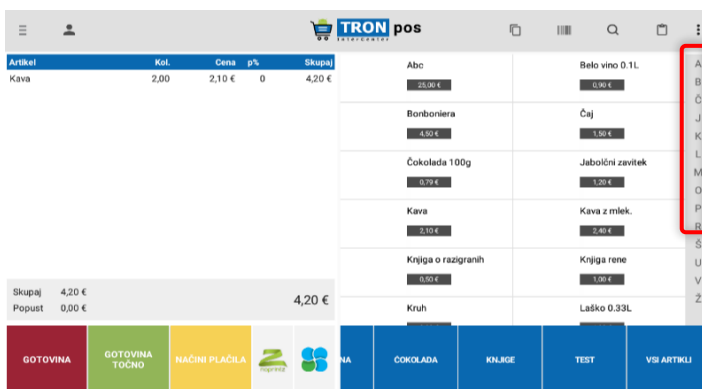 TRON pos
InterCenter
Artikel Kol. Cena p% Skupaj
Kava 2,00 2,10 € 0 4,20 €
Skupaj 4,20 €
Popust 0,00 €
4,20 €
GOTOVINA
GOTOVINA
TOČNO
NAČINI PLAČILA
Abc
25,00 €
Belo vino 0.1L
0,90 €
Bonboniera
4,50 €
Čaj
1,50 €
Čokolada 100g
0,79 €
Jabolčni zavitek
1,20 €
Kava
2,10 €
Kava z mlek.
2,40 €
Knjiga o razigranih
0,50 €
Knjiga rene
1,00 €
Kruh
Laško 0.33L
NA
ČOKOLADA
KNJIGE
TEST
VSI ARTIKLI
A
B
Č
J
K
L
M
O
P
R
Š
U
V
Ž